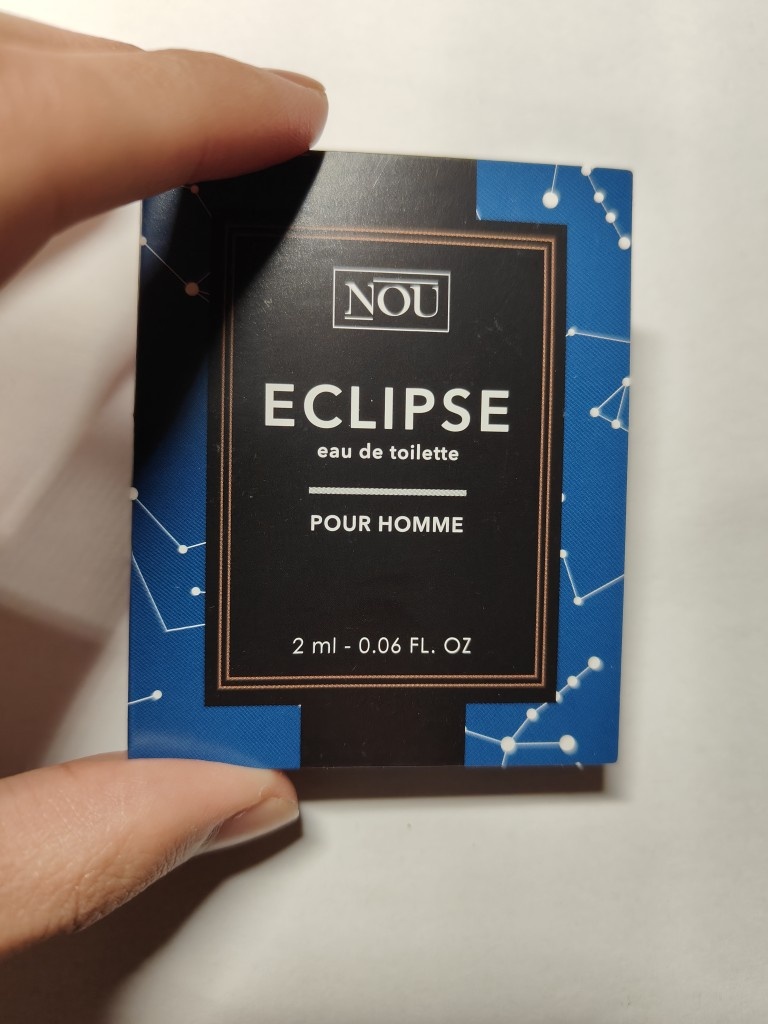 NOU
ECLIPSE
eau de toilette
POUR HOMME
2 ml - 0.06 FL. OZ